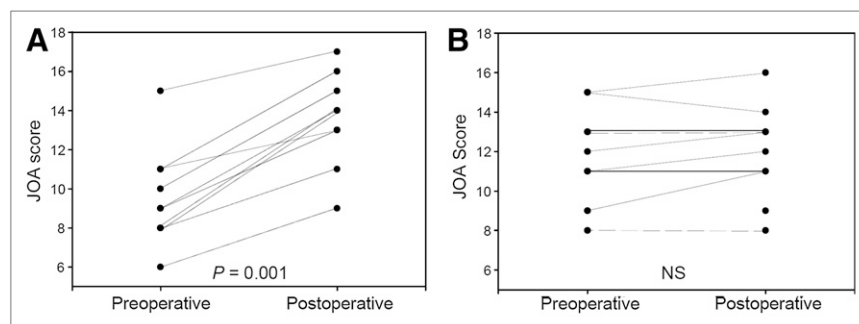 A
JOA score
18
16
14
12
10
8
6
P = 0.001
Preoperative
Postoperative
B
JOA Score
18
16
14
12
10
8
6
NS
Preoperative
Postoperative